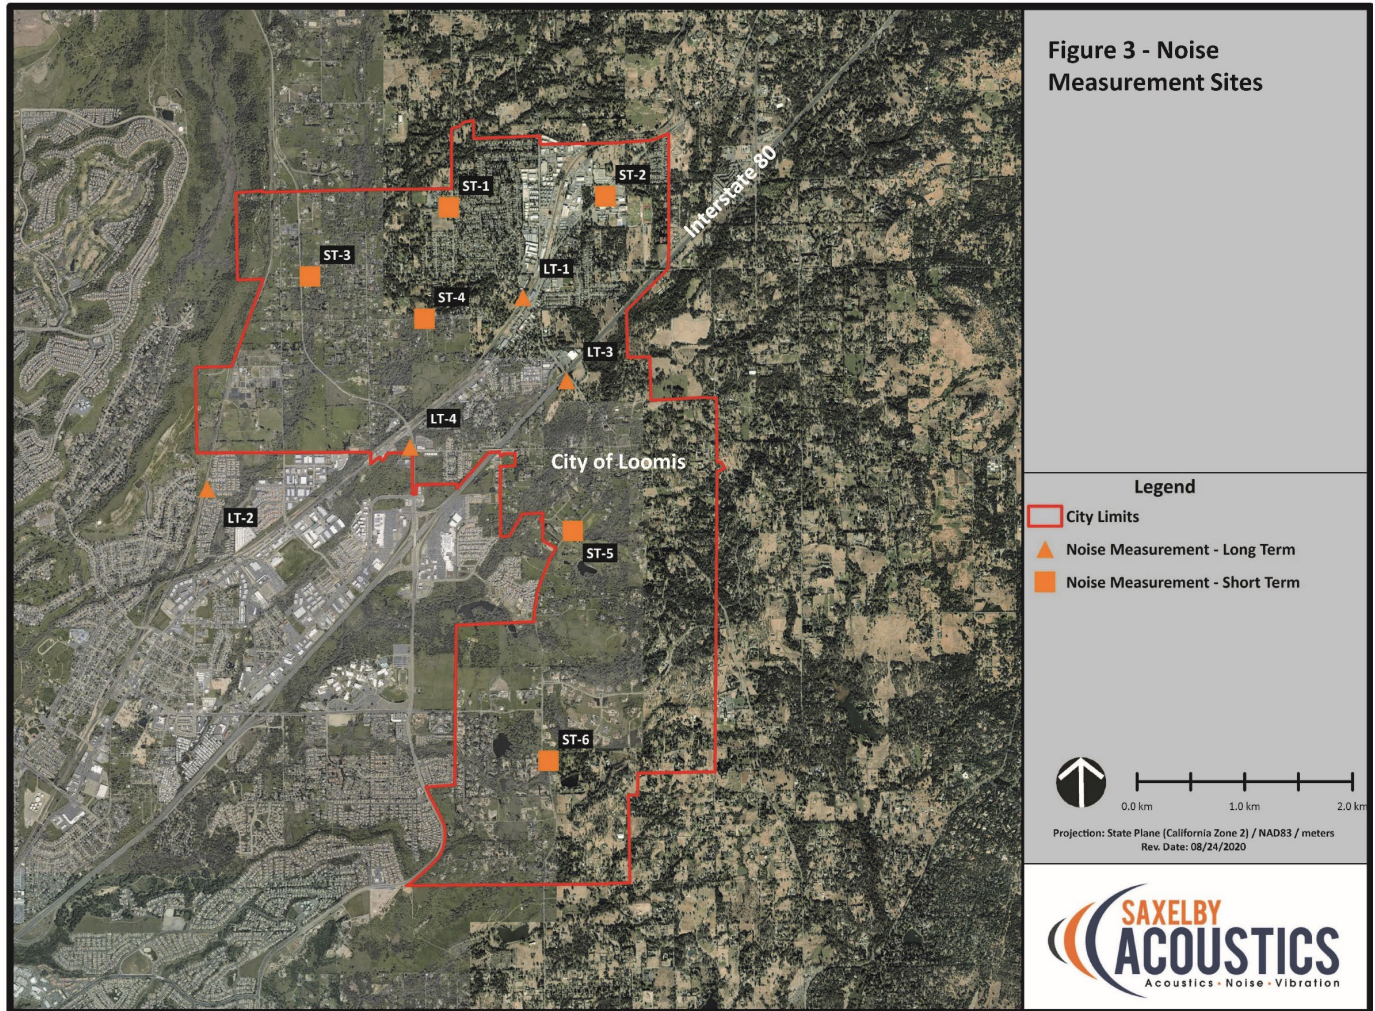 Figure 3 - Noise
Measurement Sites
Interstate 80
ST-1
ST-2
ST-3
LT-1
ST-4
LT-3
LT-4
City of Loomis
LT-2
ST-5
ST-6
Legend
City Limits
Noise Measurement - Long Term
Noise Measurement - Short Term
0.0 km 1.0 km 2.0 km
Projection: State Plane (California Zone 2) / NAD83 / meters
Rev. Date: 08/24/2020
SAXELBY
ACOUSTICS
Acoustics • Noise • Vibration